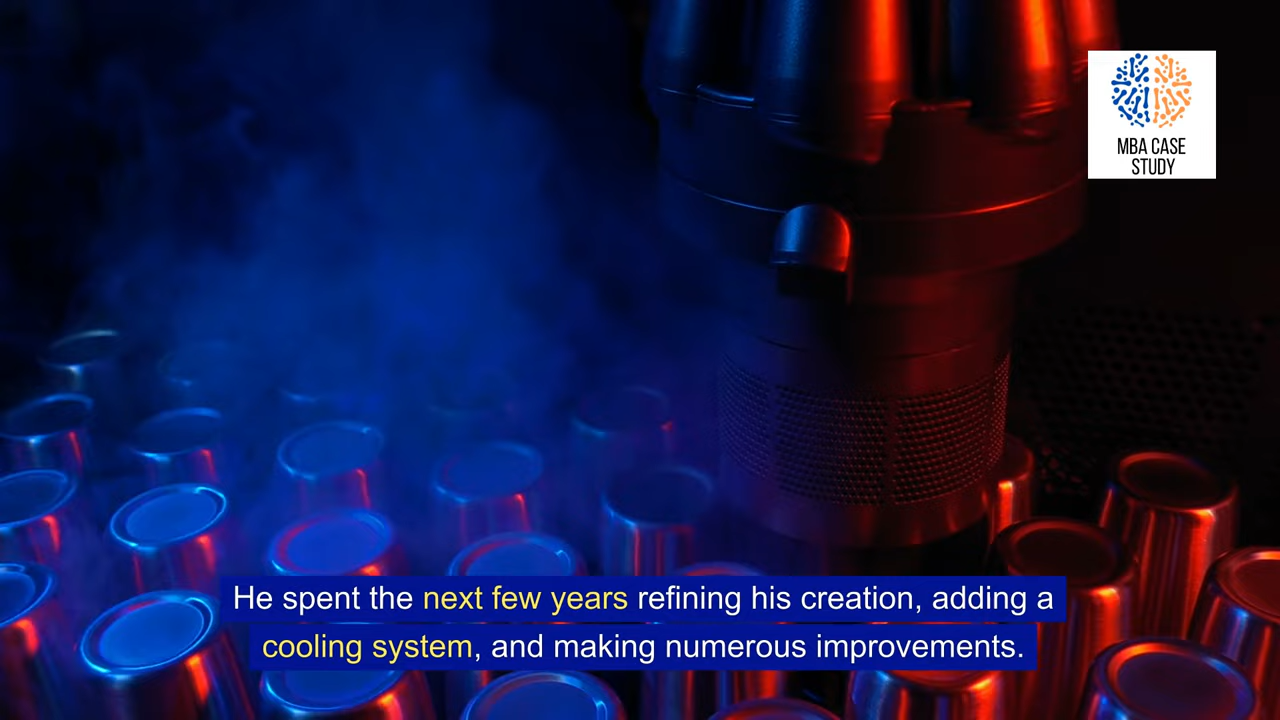 MBA CASE
STUDY
He spent the next few years refining his creation, adding a
cooling system, and making numerous improvements.